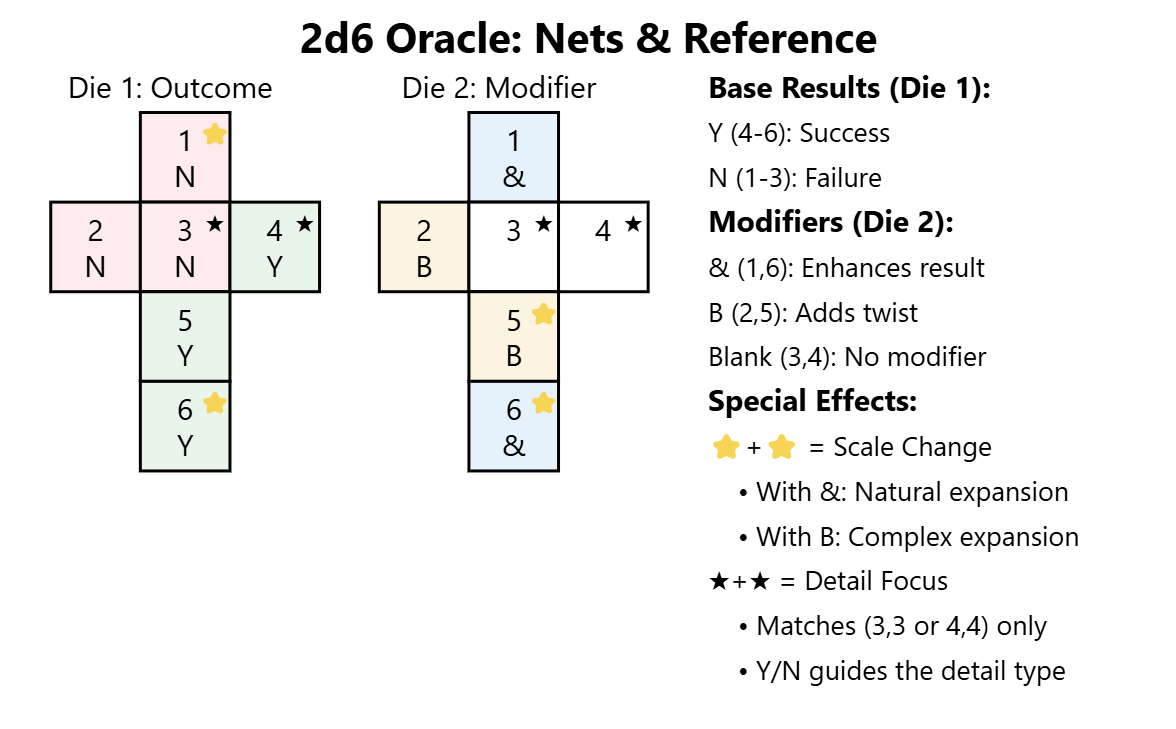 2d6 Oracle: Nets & Reference
Die 1: Outcome
1
N
2
N
3 ★
N
4 ★
Y
5
Y
6
Y
Die 2: Modifier
1
&
2
B
3 ★
4 ★
5
B
6
&
Base Results (Die 1):
Y (4-6): Success
N (1-3): Failure
Modifiers (Die 2):
& (1,6): Enhances result
B (2,5): Adds twist
Blank (3,4): No modifier
Special Effects:
⭐+⭐ = Scale Change
• With &: Natural expansion
• With B: Complex expansion
★+★ = Detail Focus
• Matches (3,3 or 4,4) only
• Y/N guides the detail type